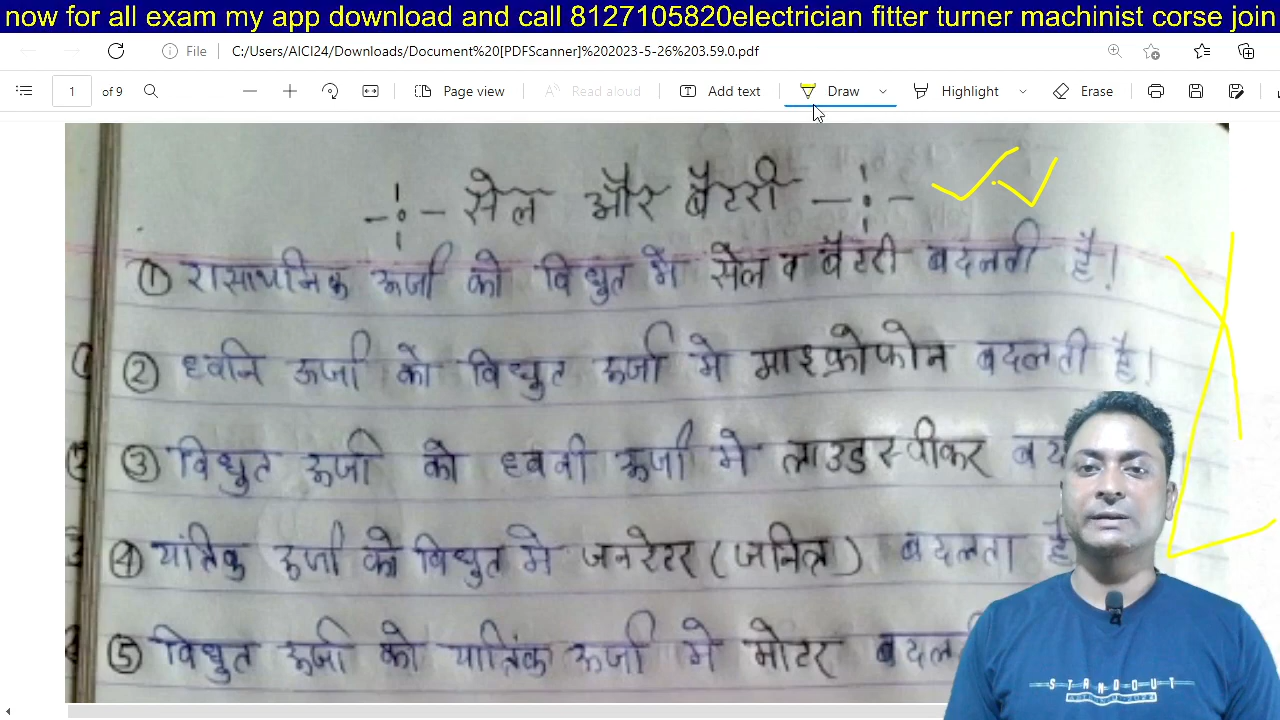 now for all exam my app download and call 8127105820electrician fitter turner machinist corse join
File C:/Users/AICI24/Downloads/Document%20[PDFScanner]%202023-5-26%203.59.0.pdf
1 of 9 Page view Read aloud Add text Draw Highlight Erase
सेल और बैटरी
① रासायनिक ऊर्जा को विधुत मे सेल व बैटरी बदलती है।
② ध्वनि ऊर्जा को विधुत ऊर्जा मे माइक्रोफोन बदलती है।
③ विधुत ऊर्जा को ध्वनी ऊर्जा मे लाउडस्पीकर
④ यांत्रिक ऊर्जा को विधुत मे जनरेटर (जनित्र) बदलता है
⑤ विधुत ऊर्जा को यात्रिंक ऊर्जा मे मोटर
STANDOUT